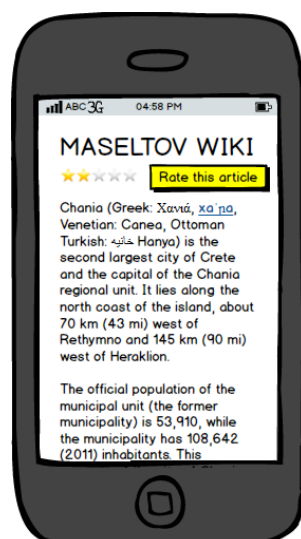 ABC 3G 04:58 PM
MASELTOV WIKI
Rate this article
Chania (Greek: Χανιά, xaˈɲa,
Venetian: Canea, Ottoman
Turkish: خانیه Hanya) is the
second largest city of Crete
and the capital of the Chania
regional unit. It lies along the
north coast of the island, about
70 km (43 mi) west of
Rethymno and 145 km (90 mi)
west of Heraklion.
The official population of the
municipal unit (the former
municipality) is 53,910, while
the municipality has 108,642
(2011) inhabitants. This